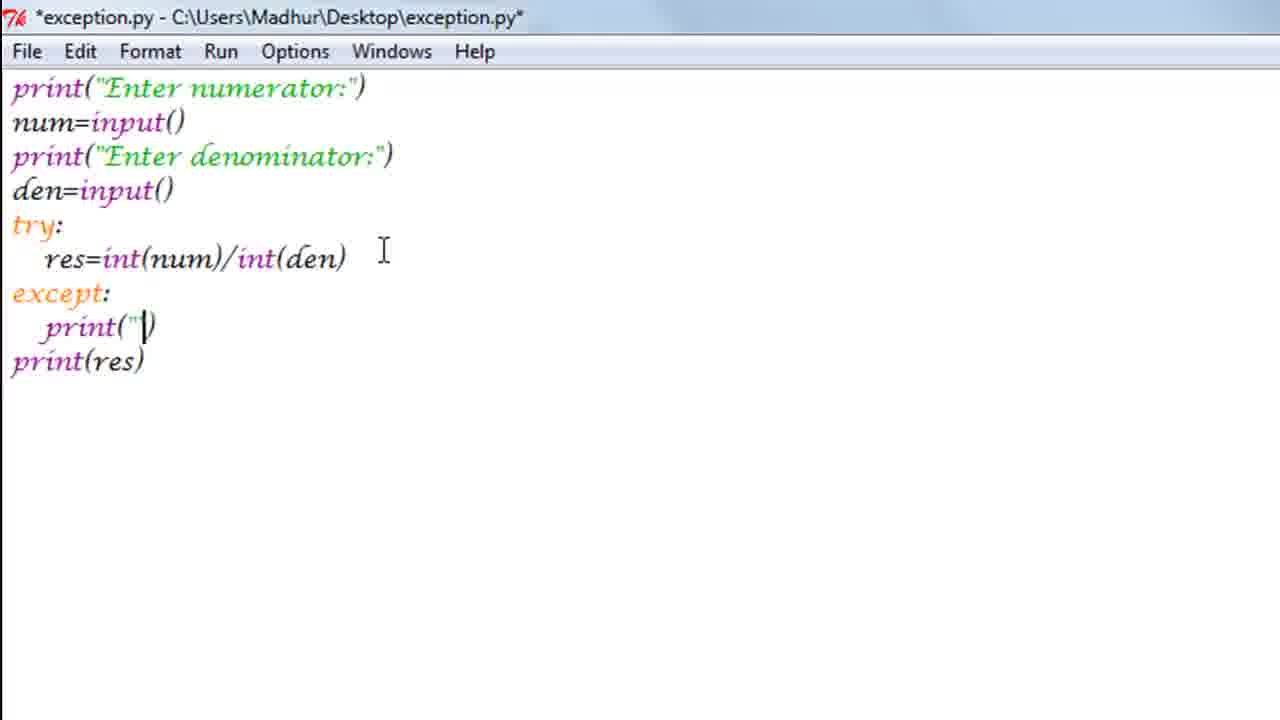 *exception.py - C:\Users\Madhur\Desktop\exception.py*
File Edit Format Run Options Windows Help
print("Enter numerator:")
num=input()
print("Enter denominator:")
den=input()
try:
    res=int(num)/int(den)
except:
    print("")
print(res)